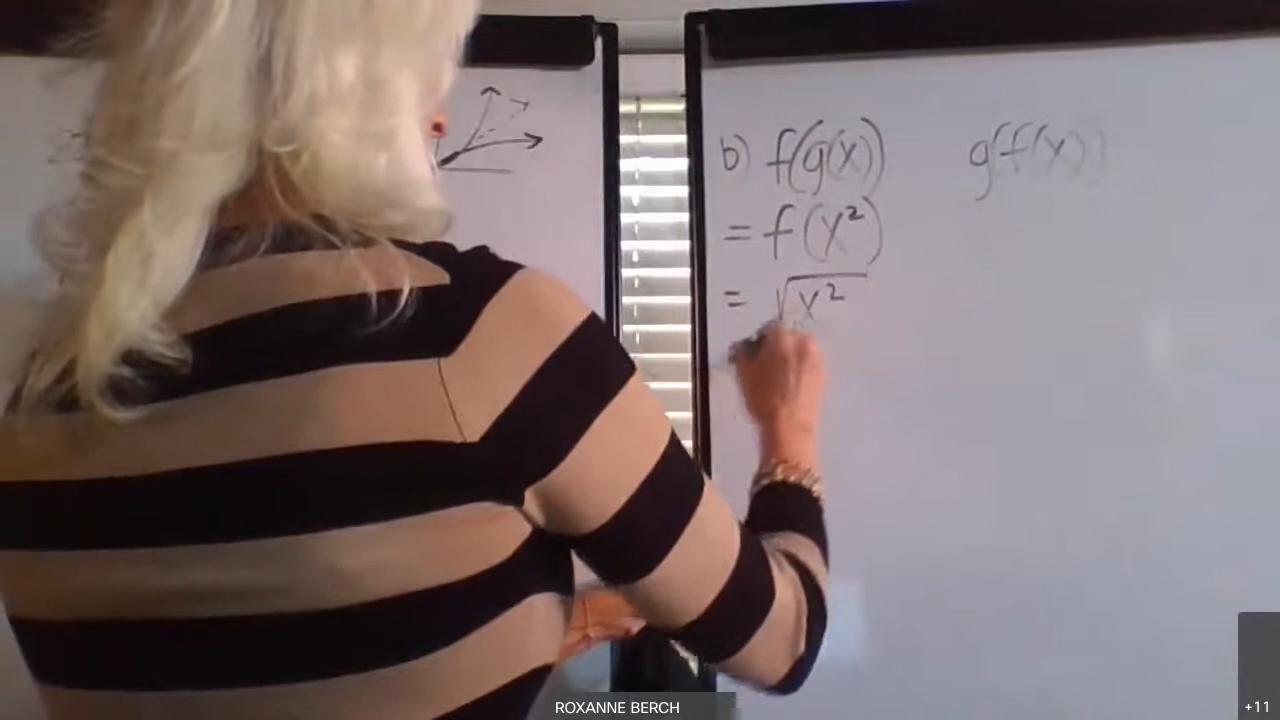 b) f(g(x)) g(f(x))
= f(x²)
= √x²
ROXANNE BERCH
+11